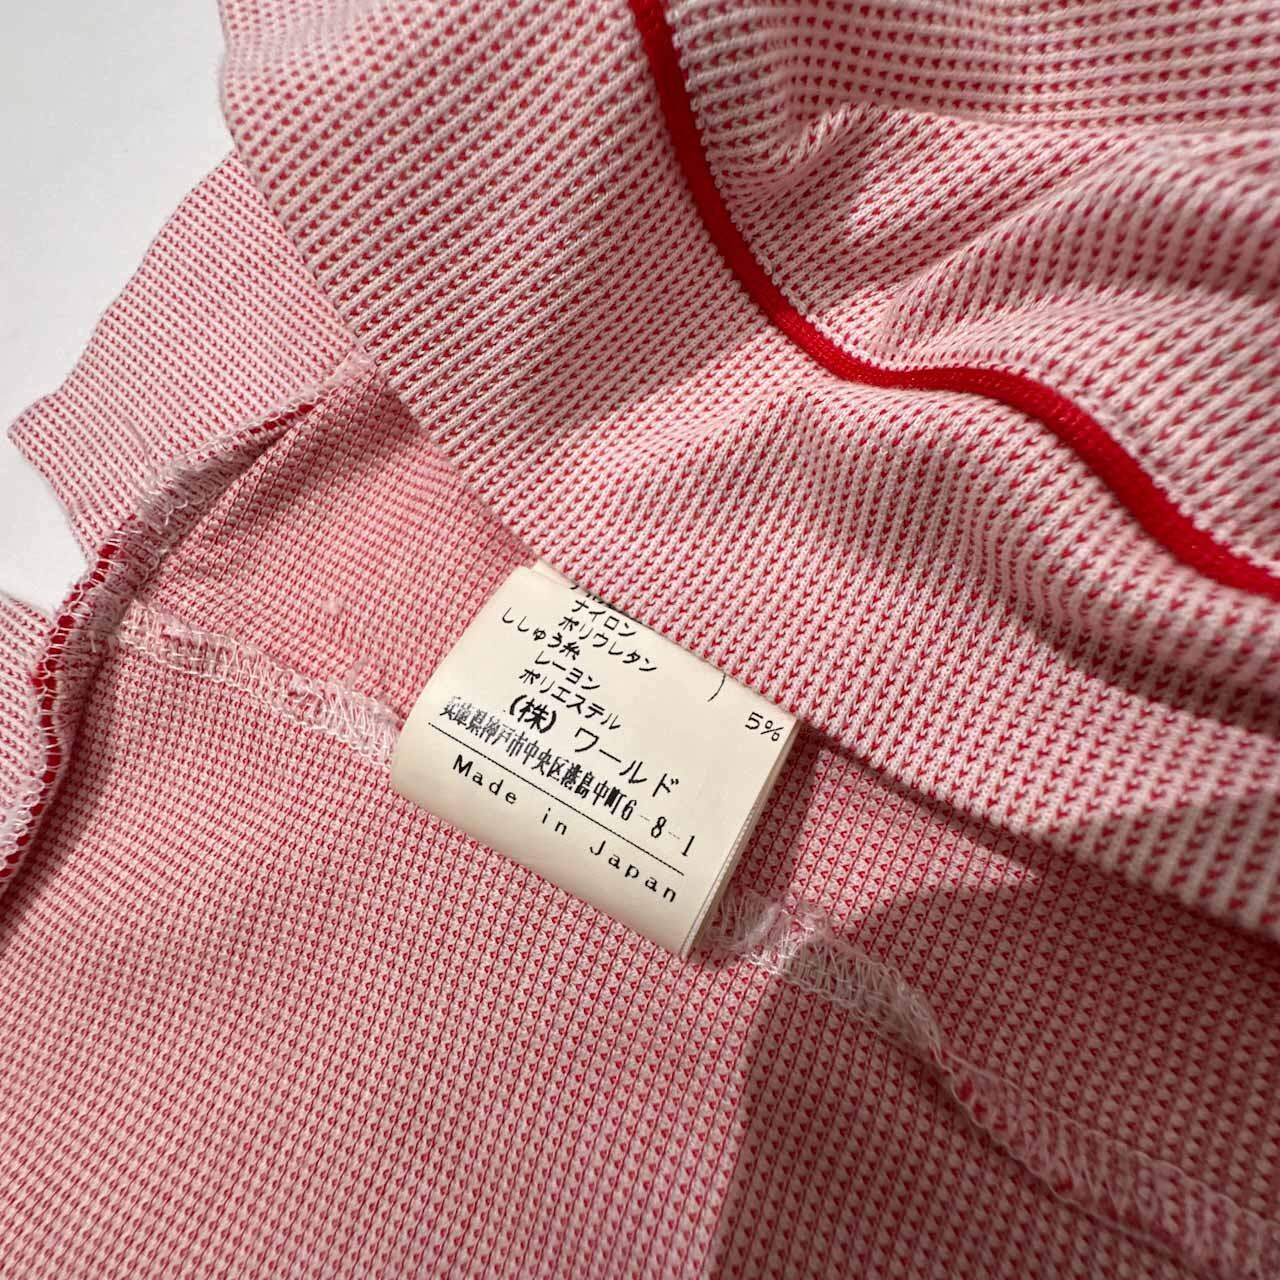 ナイロン
ポリウレタン
ししゅう糸
レーヨン
ポリエステル
5%
(株) ワールド
兵庫県神戸市中央区港島中町6-8-1
Made in Japan